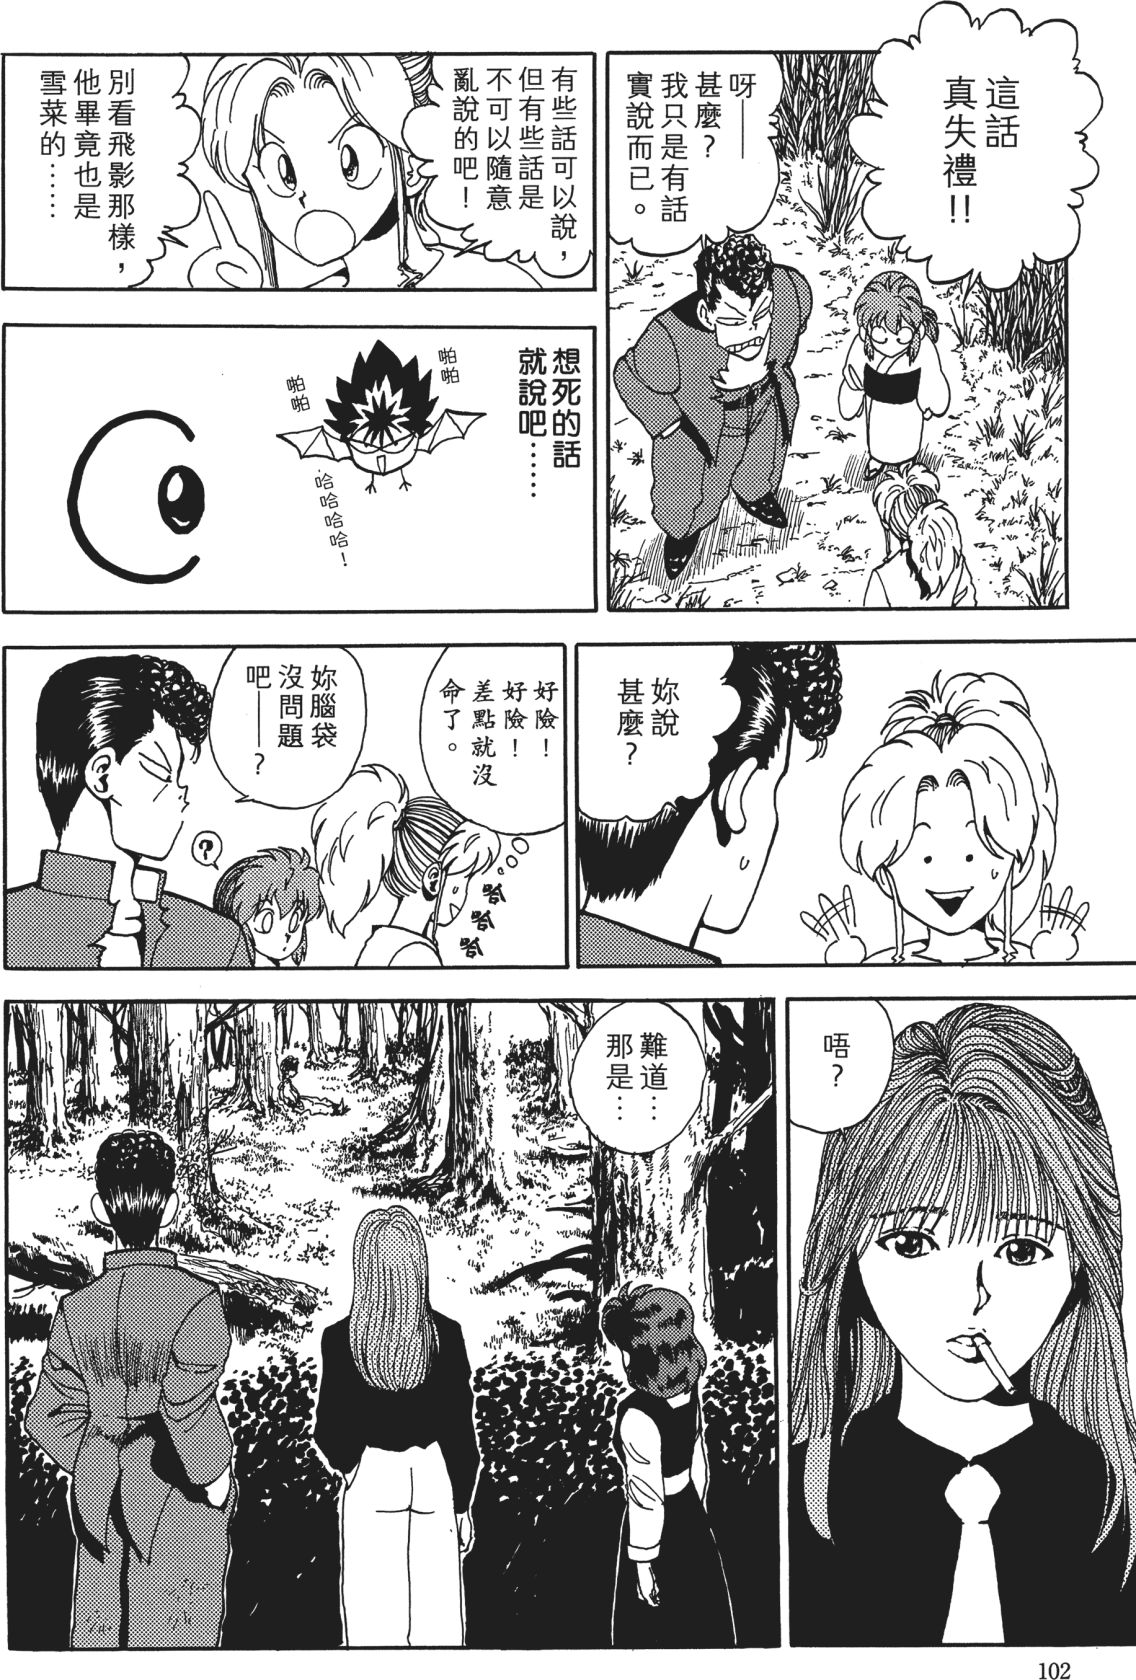 這話
真失禮!!
呀——
甚麼?
我只是有話
實說而已。
有些話可以說，
但有些話是
不可以隨意
亂說的吧!
別看飛影那樣，
他畢竟也是
雪菜的……
想死的話
就說吧……
啪啪
啪啪
哈哈哈哈!
妳說
甚麼?
好險!
好險!
差點就沒
命了。
妳腦袋
沒問題
吧——?
?
哈
哈
哈
唔?
難道…
那是…
102